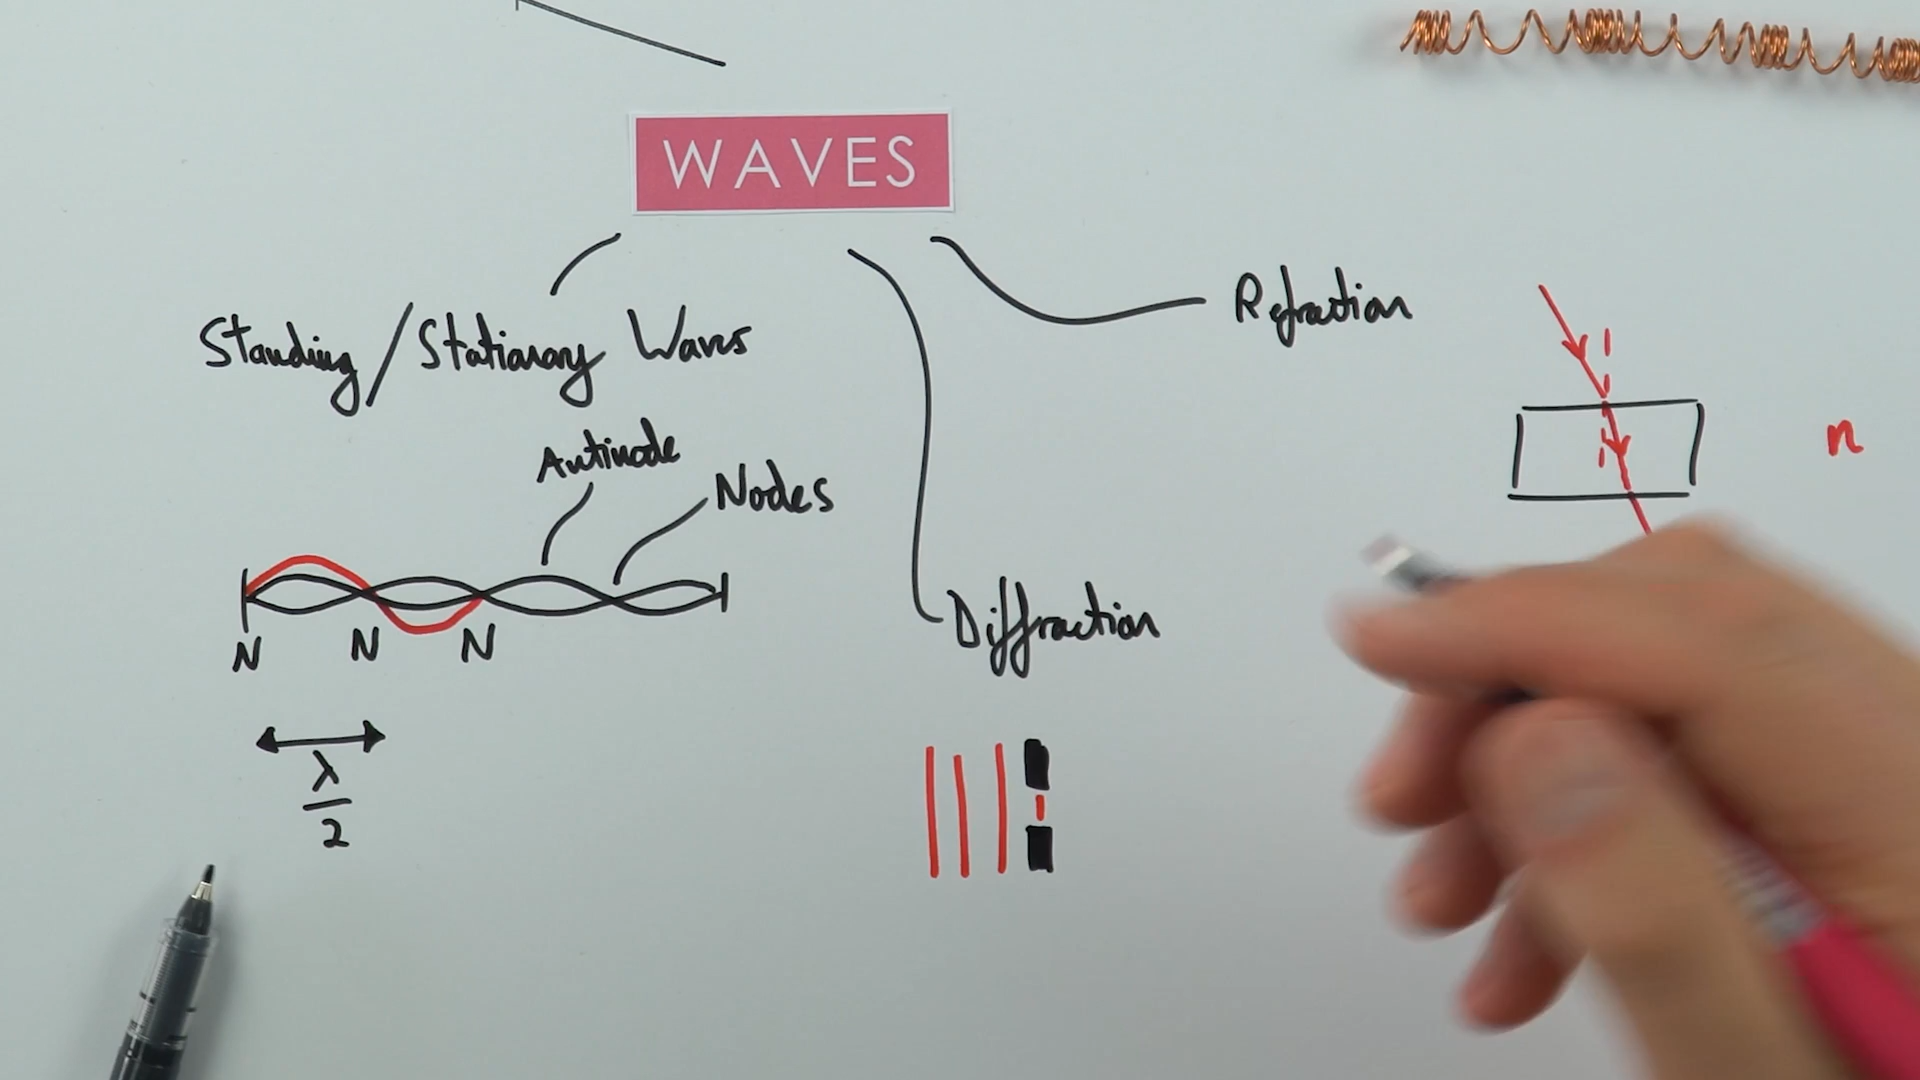 WAVES
Standing/Stationary Waves
Refraction
Antinode
Nodes
n
N N N
Diffraction
λ
2